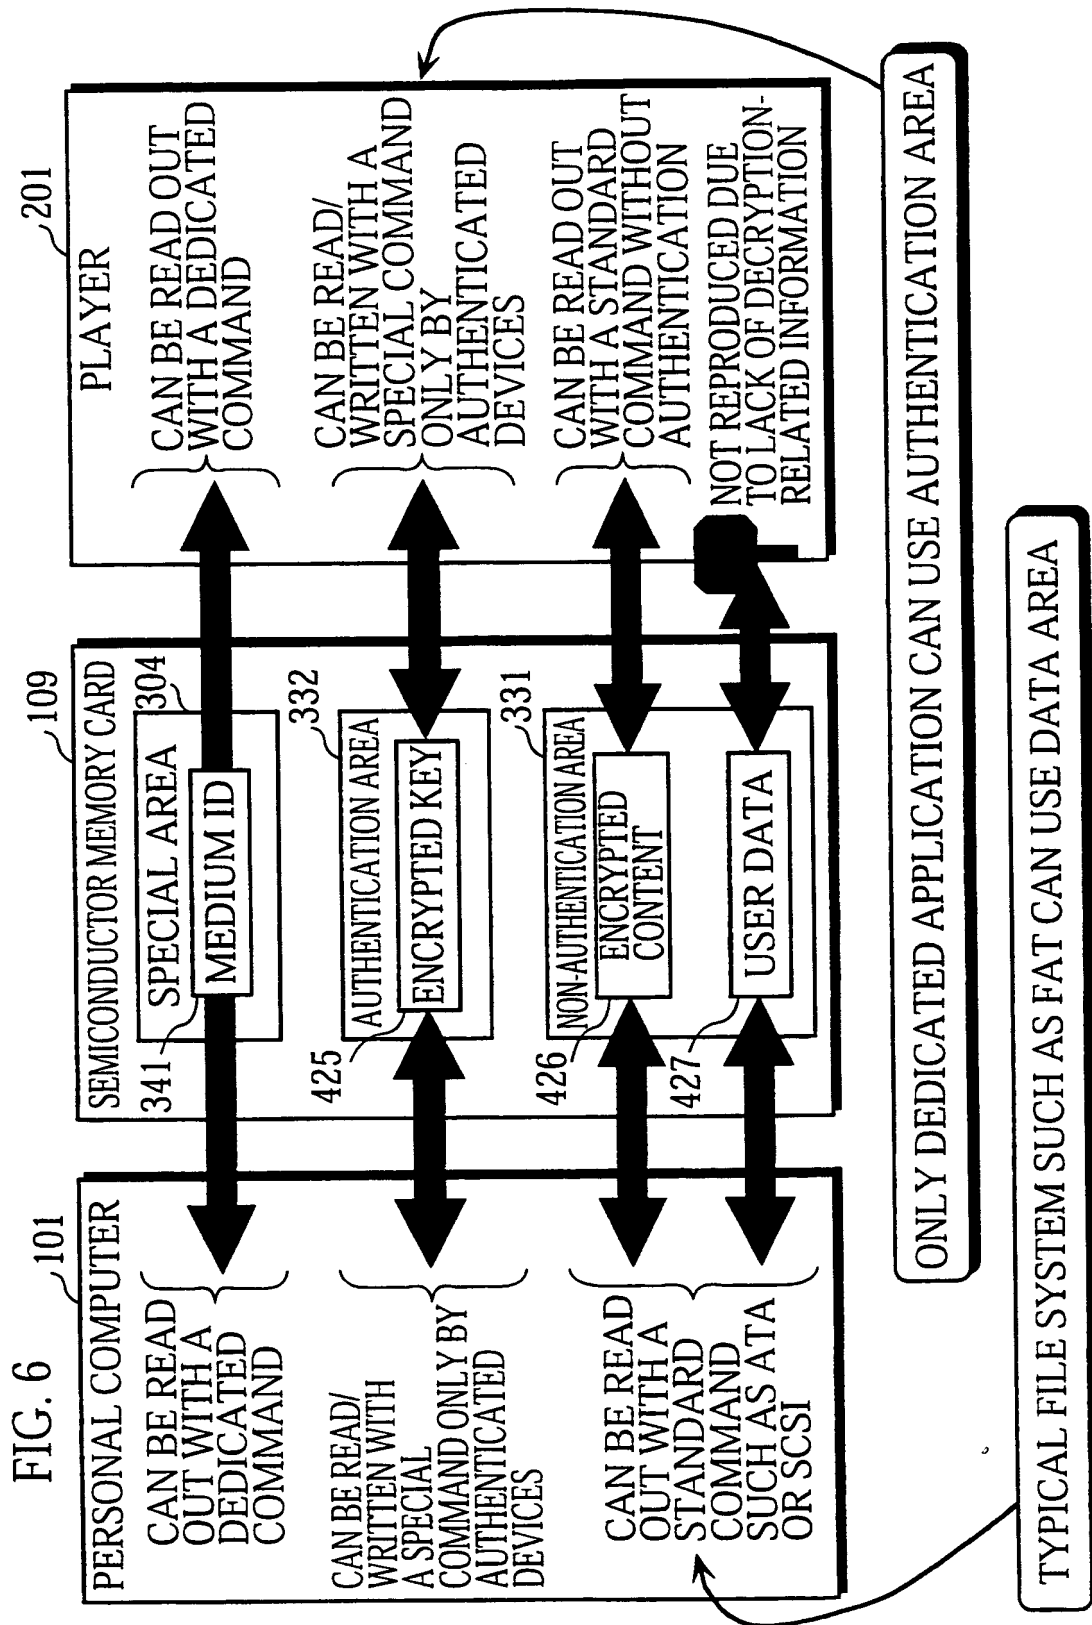 FIG. 6
101
PERSONAL COMPUTER
CAN BE READ
OUT WITH A
DEDICATED
COMMAND
CAN BE READ/
WRITTEN WITH
A SPECIAL
COMMAND ONLY BY
AUTHENTICATED
DEVICES
CAN BE READ
OUT WITH A
STANDARD
COMMAND
SUCH AS ATA
OR SCSI
109
SEMICONDUCTOR MEMORY CARD
304
SPECIAL AREA
341
MEDIUM ID
332
AUTHENTICATION AREA
425
ENCRYPTED KEY
331
NON-AUTHENTICATION AREA
426
ENCRYPTED
CONTENT
427
USER DATA
201
PLAYER
CAN BE READ OUT
WITH A DEDICATED
COMMAND
CAN BE READ/
WRITTEN WITH A
SPECIAL COMMAND
ONLY BY
AUTHENTICATED
DEVICES
CAN BE READ OUT
WITH A STANDARD
COMMAND WITHOUT
AUTHENTICATION
NOT REPRODUCED DUE
TO LACK OF DECRYPTION-
RELATED INFORMATION
ONLY DEDICATED APPLICATION CAN USE AUTHENTICATION AREA
TYPICAL FILE SYSTEM SUCH AS FAT CAN USE DATA AREA